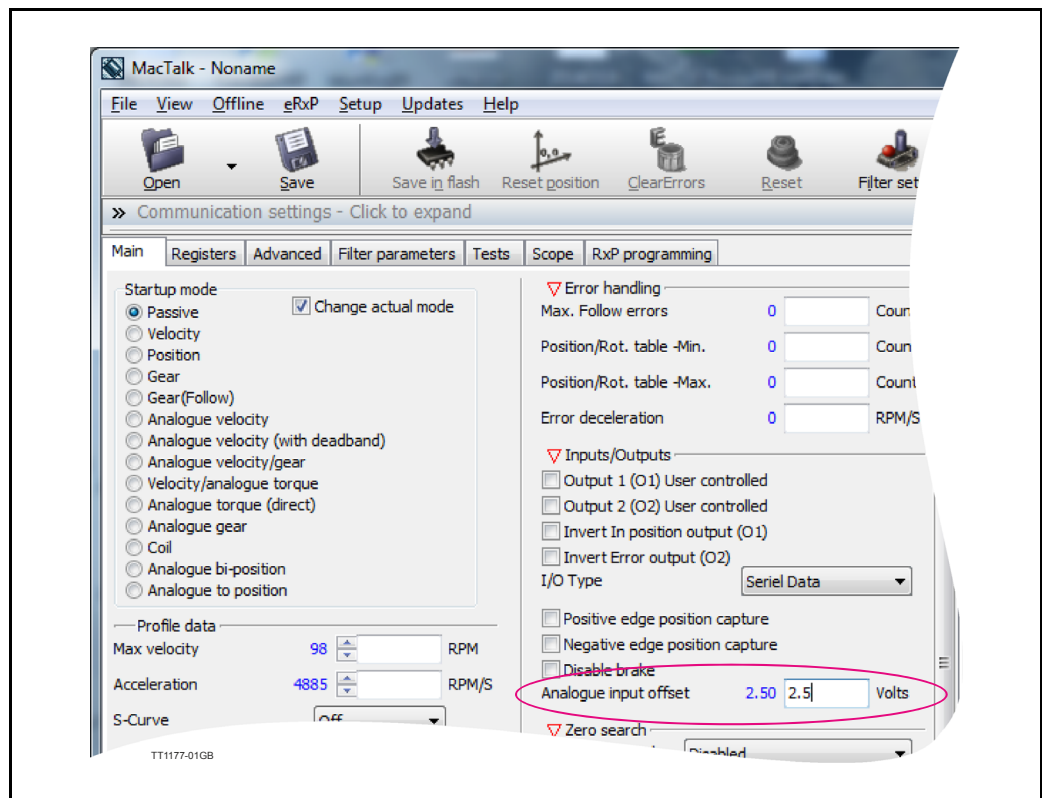 MacTalk - Noname
File View Offline eRxP Setup Updates Help
Open Save Save in flash Reset position ClearErrors Reset Filter set
0,0
E
» Communication settings - Click to expand
Main Registers Advanced Filter parameters Tests Scope RxP programming
Startup mode
Change actual mode
Passive
Velocity
Position
Gear
Gear(Follow)
Analogue velocity
Analogue velocity (with deadband)
Analogue velocity/gear
Velocity/analogue torque
Analogue torque (direct)
Analogue gear
Coil
Analogue bi-position
Analogue to position
Profile data
Max velocity 98 RPM
Acceleration 4885 RPM/S
S-Curve Off
Error handling
Max. Follow errors 0 Coun
Position/Rot. table -Min. 0 Coun
Position/Rot. table -Max. 0 Count
Error deceleration 0 RPM/S
Inputs/Outputs
Output 1 (O1) User controlled
Output 2 (O2) User controlled
Invert In position output (O1)
Invert Error output (O2)
I/O Type Seriel Data
Positive edge position capture
Negative edge position capture
Disable brake
Analogue input offset 2.50 2.5 Volts
Zero search
Disabled
TT1177-01GB